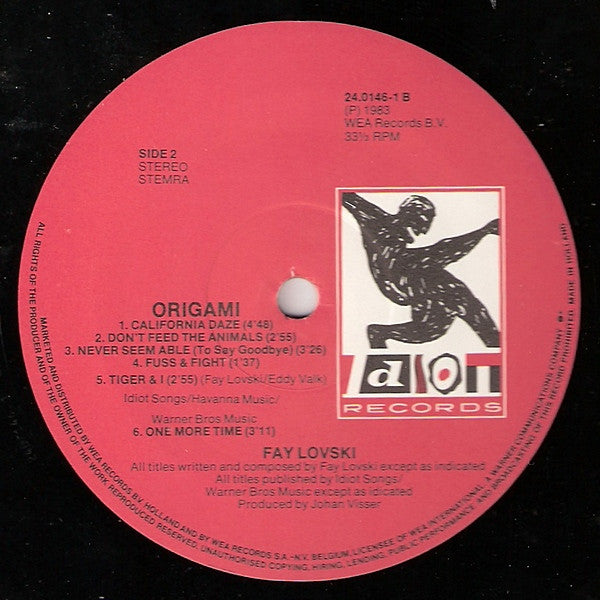 24.0146-1 B
(P) 1983
WEA Records B.V.
33⅓ RPM
SIDE 2
STEREO
STEMRA
IDIOT
RECORDS
ORIGAMI
1. CALIFORNIA DAZE (4'48)
2. DON'T FEED THE ANIMALS (2'55)
3. NEVER SEEM ABLE (To Say Goodbye) (3'26)
4. FUSS & FIGHT (1'37)
5. TIGER & I (2'55) (Fay Lovski/Eddy Valk)
Idiot Songs/Havanna Music/
Warner Bros Music
6. ONE MORE TIME (3'11)
FAY LOVSKI
All titles written and composed by Fay Lovski except as indicated
All titles published by Idiot Songs/
Warner Bros Music except as idicated
Produced by Johan Visser
ALL RIGHTS OF THE PRODUCER AND OF THE OWNER OF THE WORK REPRODUCED RESERVED. UNAUTHORISED COPYING, HIRING, LENDING, PUBLIC PERFORMANCE AND BROADCASTING OF THIS RECORD PROHIBITED. MADE IN HOLLAND
MARKETED AND DISTRIBUTED BY WEA RECORDS B.V. HOLLAND AND BY WEA RECORDS S.A.-N.V. BELGIUM, LICENSEE OF WEA INTERNATIONAL. A WARNER COMMUNICATIONS COMPANY